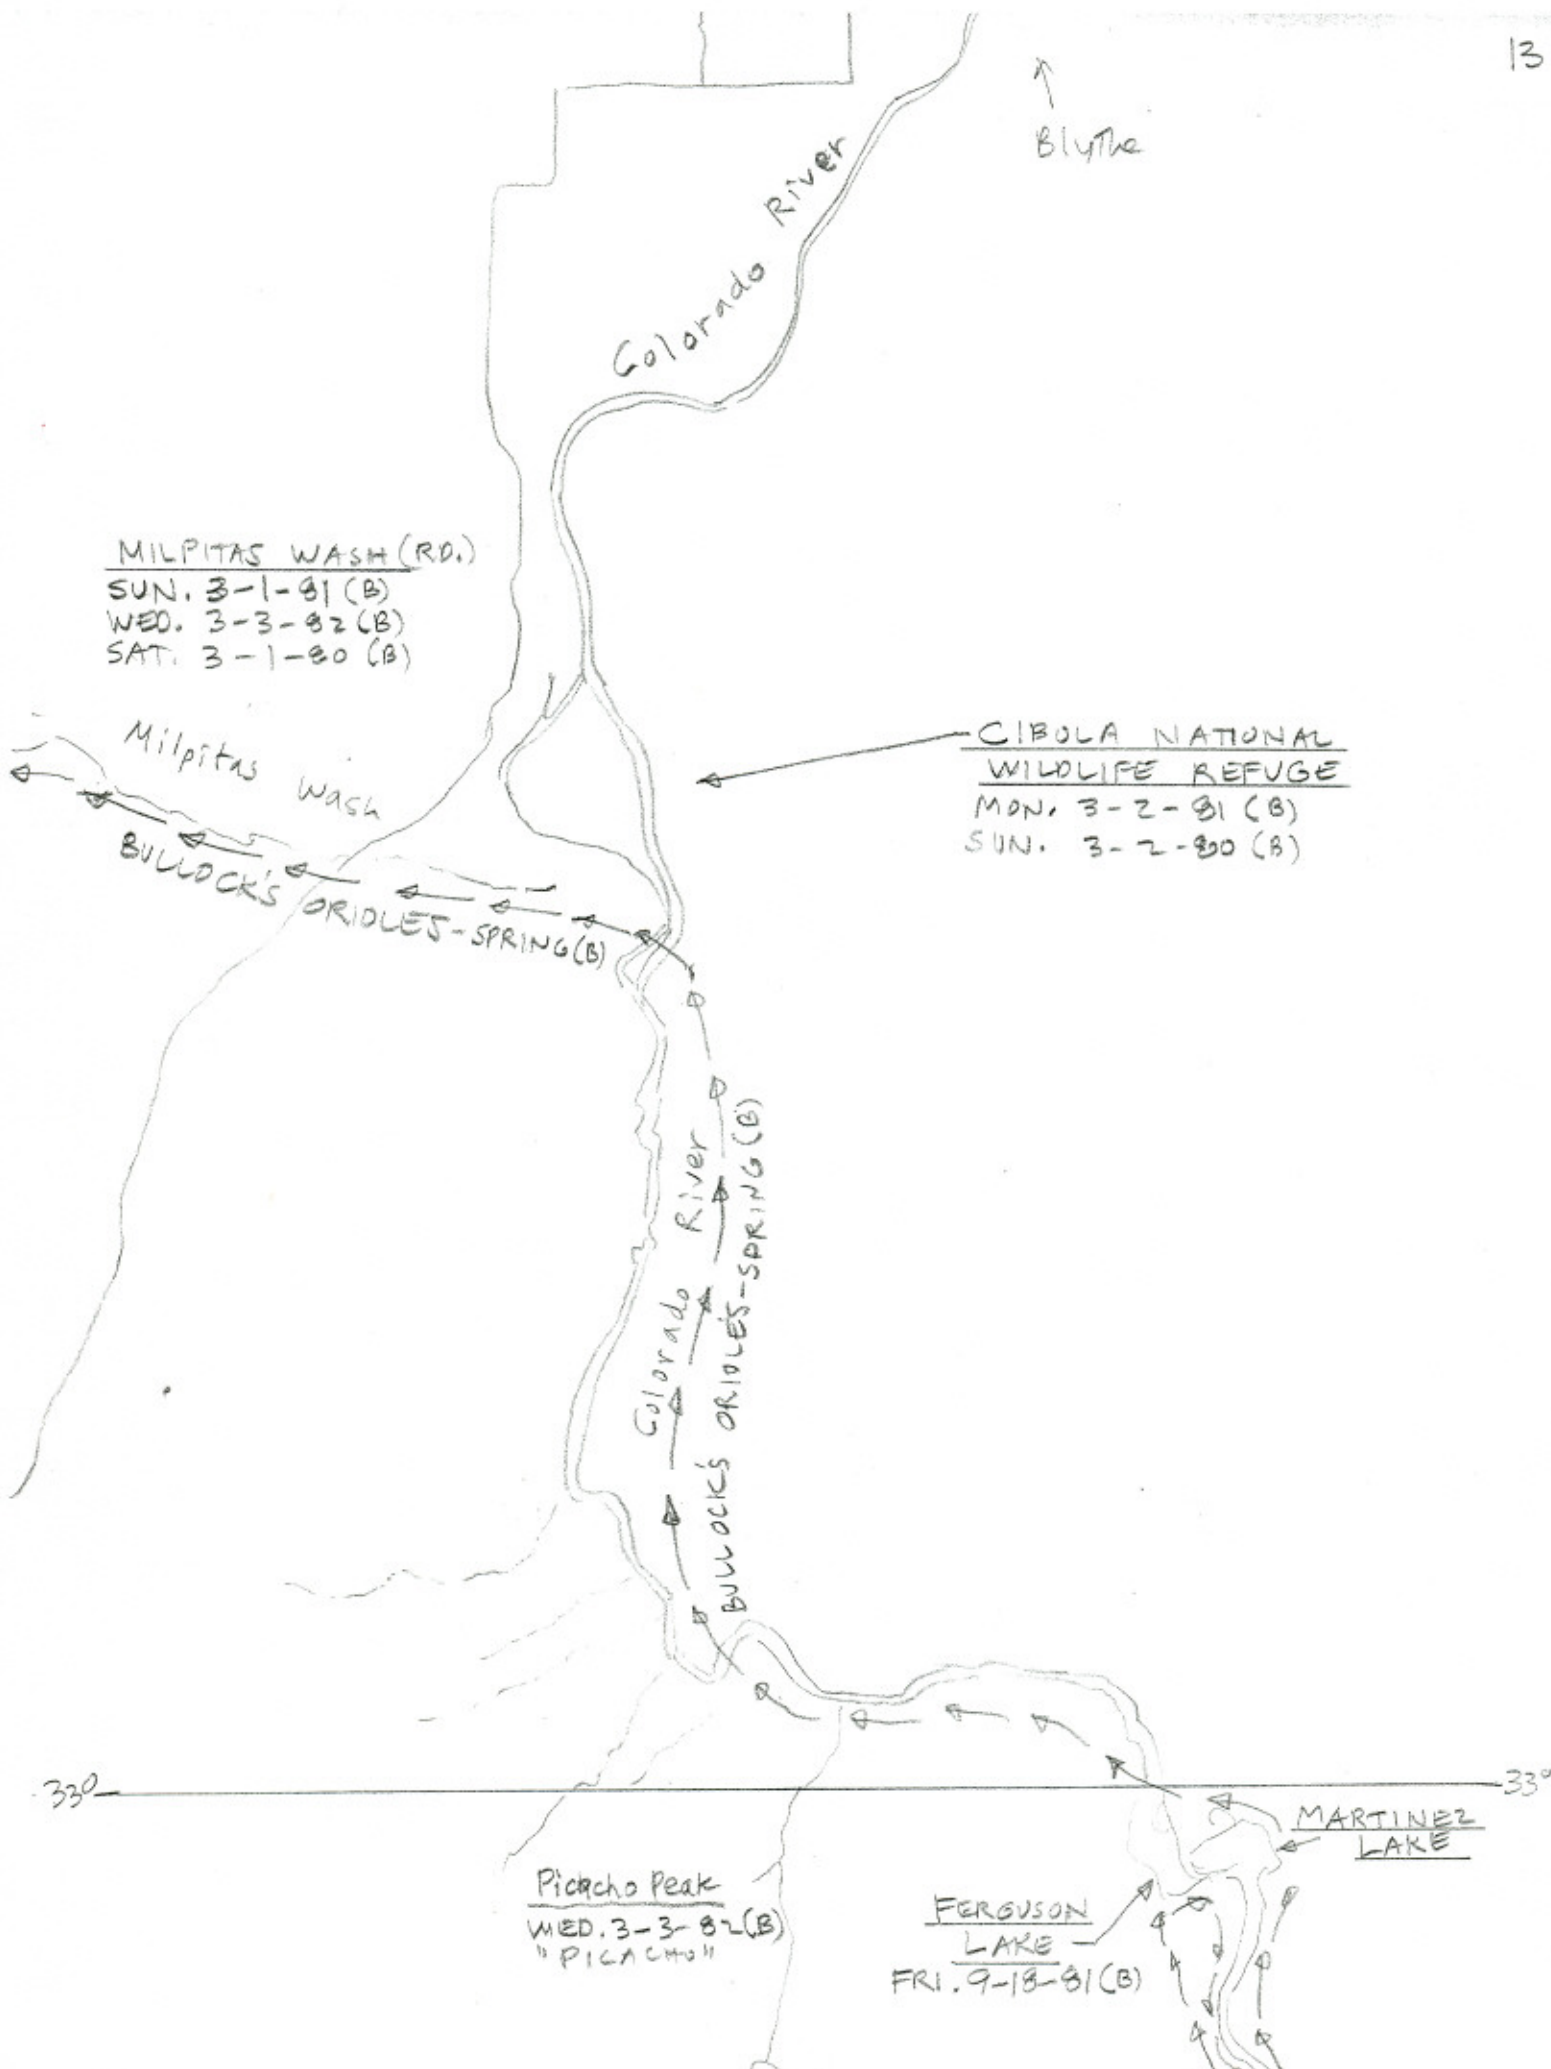 13
Blythe
Colorado River
MILPITAS WASH (RD.)
SUN. 3-1-81 (B)
WED. 3-3-82 (B)
SAT. 3-1-80 (B)
Milpitas Wash
BULLOCK'S ORIOLES-SPRING (B)
CIBOLA NATIONAL
WILDLIFE REFUGE
MON. 3-2-81 (B)
SUN. 3-2-80 (B)
Colorado River
BULLOCK'S ORIOLES-SPRING (B)
33°
33°
MARTINEZ
LAKE
Picacho Peak
WED. 3-3-82 (B)
"PICACHO"
FERGUSON
LAKE
FRI. 9-18-81 (B)